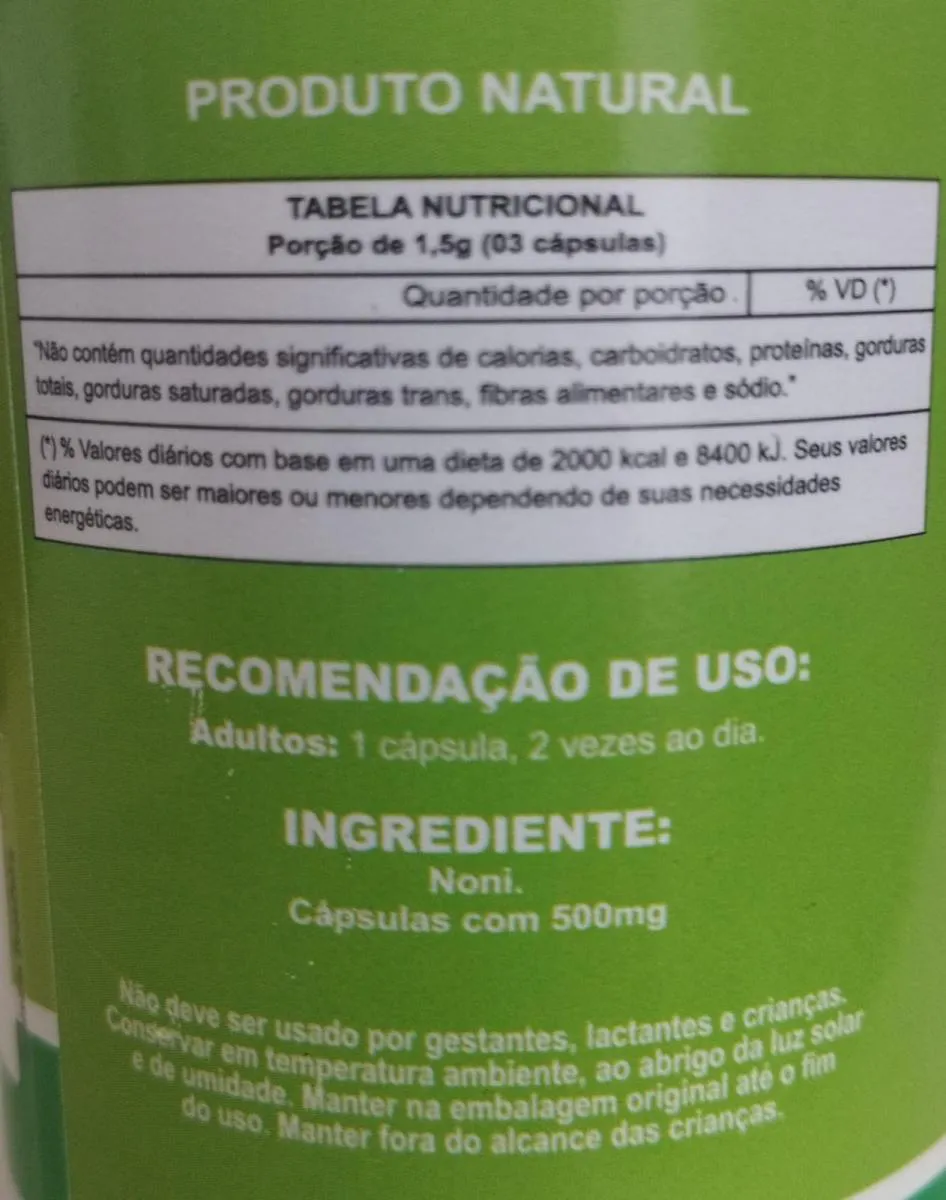 PRODUTO NATURAL
TABELA NUTRICIONAL
Porção de 1,5g (03 cápsulas)
Quantidade por porção. % VD (*)
"Não contém quantidades significativas de calorias, carboidratos, proteínas, gorduras
totais, gorduras saturadas, gorduras trans, fibras alimentares e sódio."
(*) % Valores diários com base em uma dieta de 2000 kcal e 8400 kJ. Seus valores
diários podem ser maiores ou menores dependendo de suas necessidades
energéticas.
RECOMENDAÇÃO DE USO:
Adultos: 1 cápsula, 2 vezes ao dia.
INGREDIENTE:
Noni.
Cápsulas com 500mg
Não deve ser usado por gestantes, lactantes e crianças.
Conservar em temperatura ambiente, ao abrigo da luz solar
e de umidade. Manter na embalagem original até o fim
do uso. Manter fora do alcance das crianças.